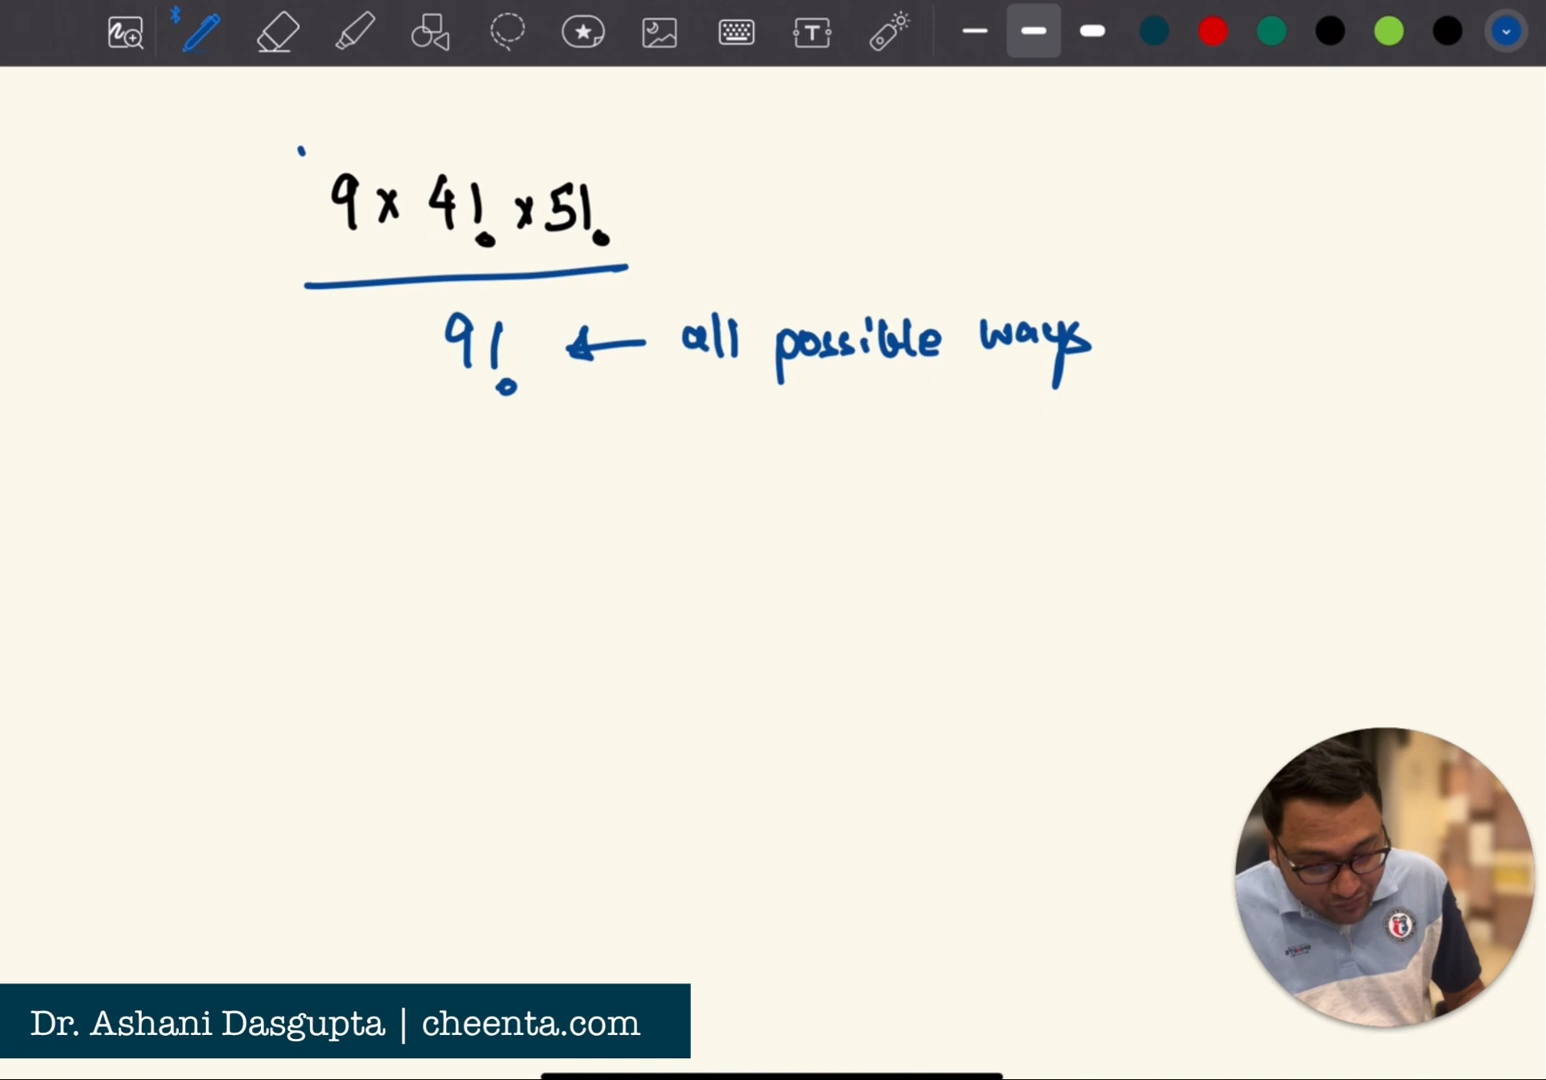 9 × 4! × 5!
9! ← all possible ways
Dr. Ashani Dasgupta | cheenta.com